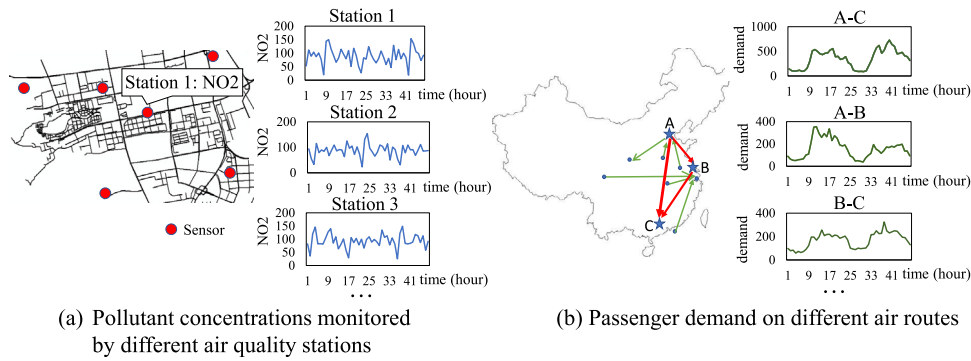 Station 1
NO2
200
150
100
50
0
1 9 17 25 33 41 time (hour)
Station 1: NO2
Station 2
NO2
200
100
0
1 9 17 25 33 41 time (hour)
Station 3
NO2
200
150
100
50
0
1 9 17 25 33 41 time (hour)
...
Sensor
(a) Pollutant concentrations monitored
by different air quality stations
A
B
C
A-C
demand
1000
500
0
1 9 17 25 33 41 time (hour)
A-B
demand
400
200
0
1 9 17 25 33 41 time (hour)
B-C
demand
400
200
0
1 9 17 25 33 41 time (hour)
...
(b) Passenger demand on different air routes